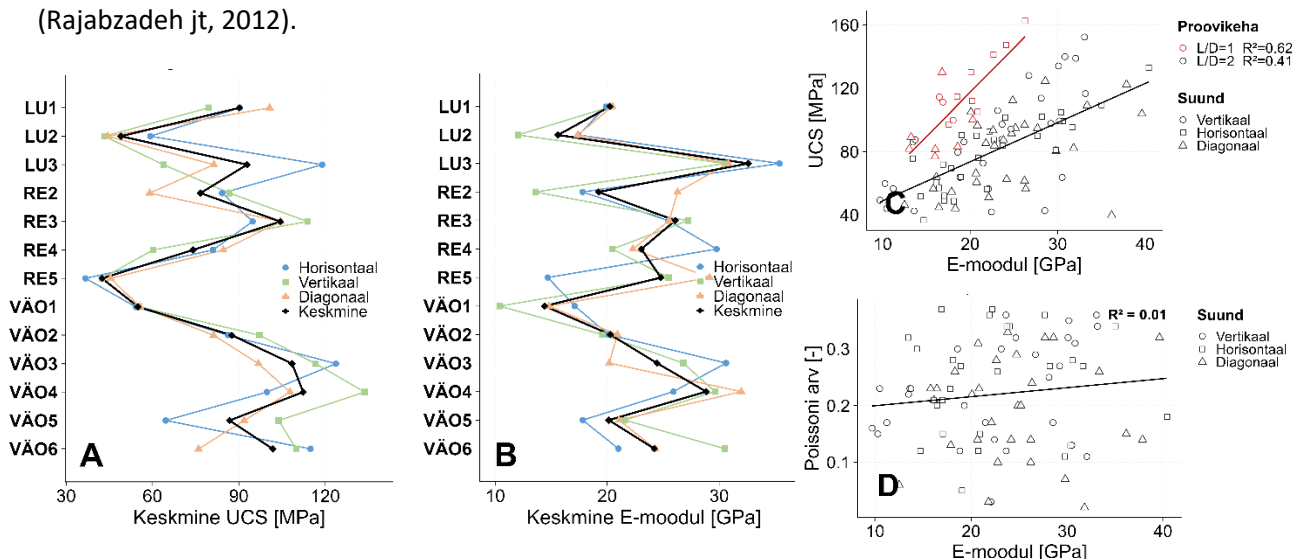 (Rajabzadeh jt, 2012).
LU1
LU2
LU3
RE2
RE3
RE4
RE5
VÄO1
VÄO2
VÄO3
VÄO4
VÄO5
VÄO6
Horisontaal
Vertikaal
Diagonaal
Keskmine
A
30 60 90 120
Keskmine UCS [MPa]
LU1
LU2
LU3
RE2
RE3
RE4
RE5
VÄO1
VÄO2
VÄO3
VÄO4
VÄO5
VÄO6
Horisontaal
Vertikaal
Diagonaal
Keskmine
B
10 20 30
Keskmine E-moodul [GPa]
UCS [MPa]
160
120
80
40
C
10 20 30 40
E-moodul [GPa]
Proovikeha
L/D=1 R²=0.62
L/D=2 R²=0.41
Suund
Vertikaal
Horisontaal
Diagonaal
Poissoni arv [-]
0.3
0.2
0.1
R² = 0.01
D
10 20 30 40
E-moodul [GPa]
Suund
Vertikaal
Horisontaal
Diagonaal